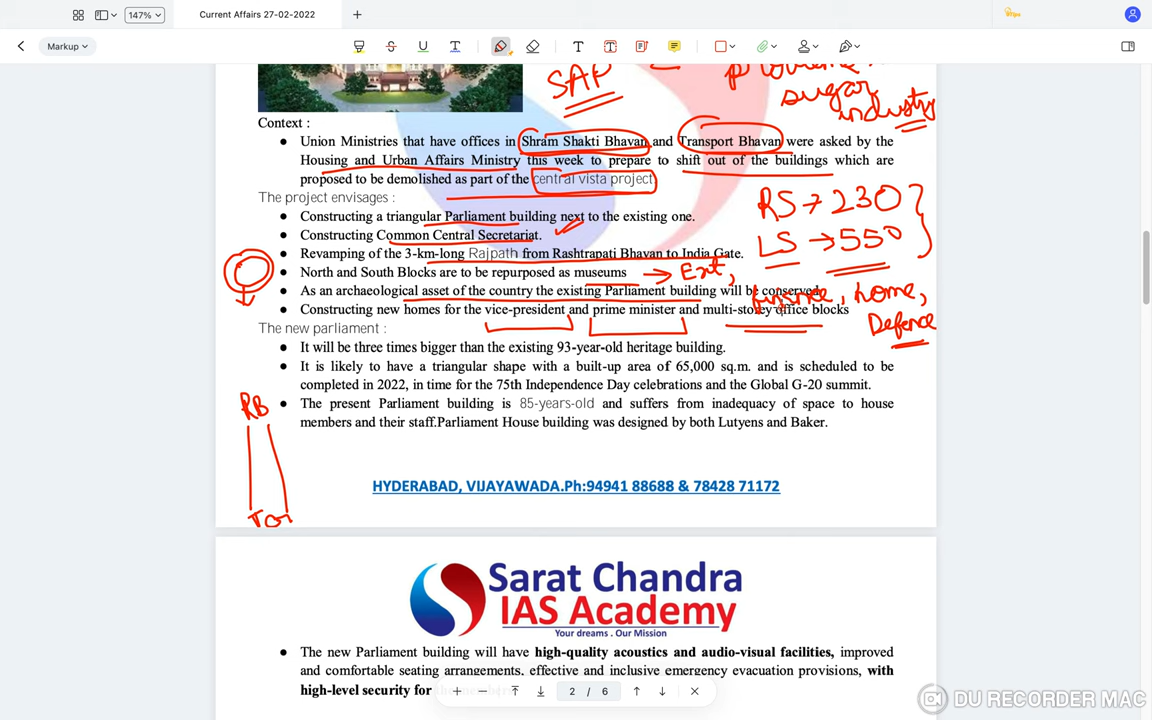 147%
Current Affairs 27-02-2022
Markup
SAP
sugar
industry
Context :
Union Ministries that have offices in Shram Shakti Bhavan and Transport Bhavan were asked by the
Housing and Urban Affairs Ministry this week to prepare to shift out of the buildings which are
proposed to be demolished as part of the central vista project
The project envisages :
Constructing a triangular Parliament building next to the existing one.
Constructing Common Central Secretariat.
Revamping of the 3-km-long Rajpath from Rashtrapati Bhavan to India Gate.
North and South Blocks are to be repurposed as museums
As an archaeological asset of the country the existing Parliament building will be conserved
Constructing new homes for the vice-president and prime minister and multi-storey office blocks
RS → 230
LS → 550
→ Ext,
finance, home,
Defence
The new parliament :
It will be three times bigger than the existing 93-year-old heritage building.
It is likely to have a triangular shape with a built-up area of 65,000 sq.m. and is scheduled to be
completed in 2022, in time for the 75th Independence Day celebrations and the Global G-20 summit.
RB
The present Parliament building is 85-years-old and suffers from inadequacy of space to house
members and their staff.Parliament House building was designed by both Lutyens and Baker.
HYDERABAD, VIJAYAWADA.Ph:94941 88688 & 78428 71172
Sarat Chandra
IAS Academy
Your dreams . Our Mission
The new Parliament building will have high-quality acoustics and audio-visual facilities, improved
and comfortable seating arrangements, effective and inclusive emergency evacuation provisions, with
high-level security for
2 / 6
DU RECORDER MAC